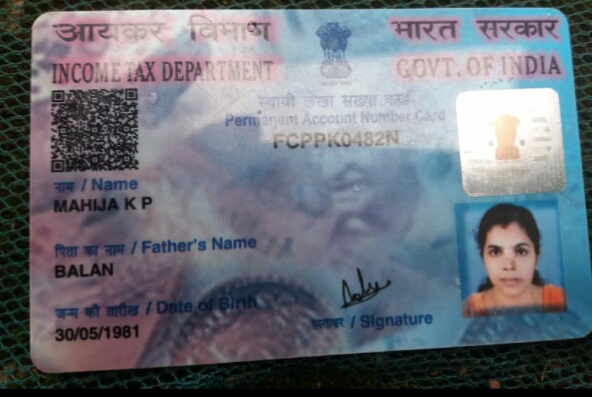 आयकर विभाग
भारत सरकार
INCOME TAX DEPARTMENT
GOVT. OF INDIA
स्थायी लेखा संख्या कार्ड
Permanent Account Number Card
FCPPK0482N
नाम / Name
MAHIJA K P
पिता का नाम / Father's Name
BALAN
जन्म की तारीख / Date of Birth
30/05/1981
हस्ताक्षर / Signature